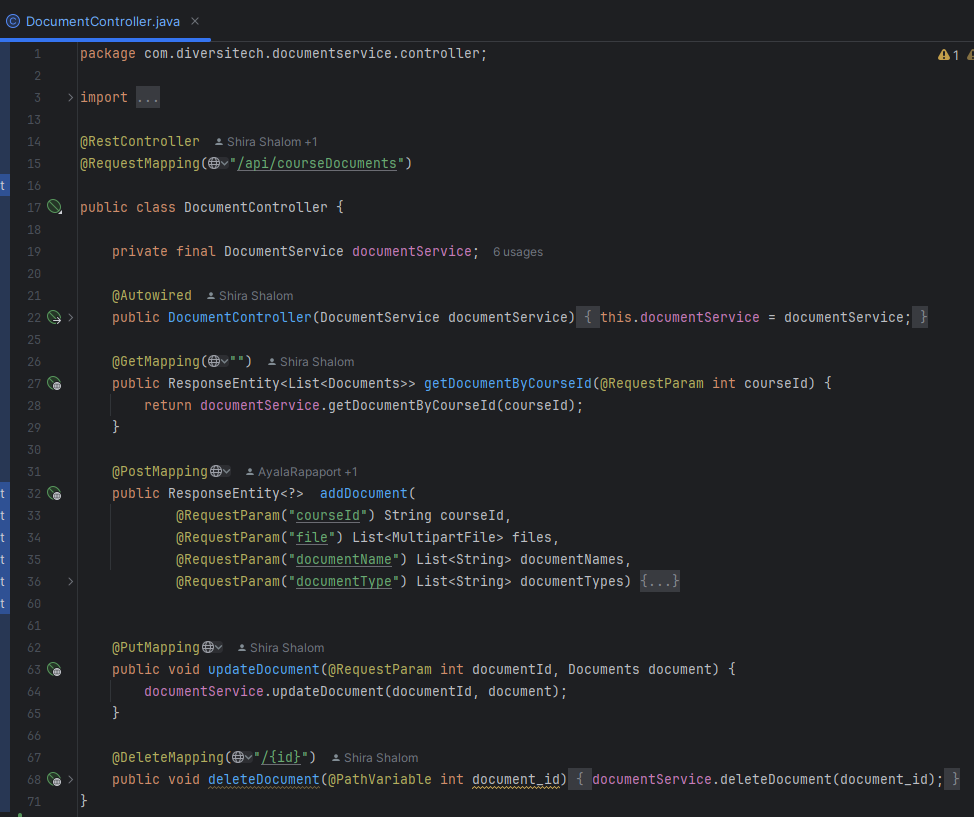 DocumentController.java
1 package com.diversitech.documentservice.controller; 1
2
3 import ...
13
14 @RestController Shira Shalom +1
15 @RequestMapping("/api/courseDocuments")
t 16
17 public class DocumentController {
18
19 private final DocumentService documentService; 6 usages
20
21 @Autowired Shira Shalom
22 public DocumentController(DocumentService documentService) { this.documentService = documentService; }
25
26 @GetMapping("") Shira Shalom
27 public ResponseEntity<List<Documents>> getDocumentByCourseId(@RequestParam int courseId) {
28 return documentService.getDocumentByCourseId(courseId);
29 }
30
31 @PostMapping AyalaRapaport +1
t 32 public ResponseEntity<?> addDocument(
t 33 @RequestParam("courseId") String courseId,
t 34 @RequestParam("file") List<MultipartFile> files,
t 35 @RequestParam("documentName") List<String> documentNames,
t 36 @RequestParam("documentType") List<String> documentTypes) {...}
t 60
61
62 @PutMapping Shira Shalom
63 public void updateDocument(@RequestParam int documentId, Documents document) {
64 documentService.updateDocument(documentId, document);
65 }
66
67 @DeleteMapping("/{id}") Shira Shalom
68 public void deleteDocument(@PathVariable int document_id) { documentService.deleteDocument(document_id); }
71 }